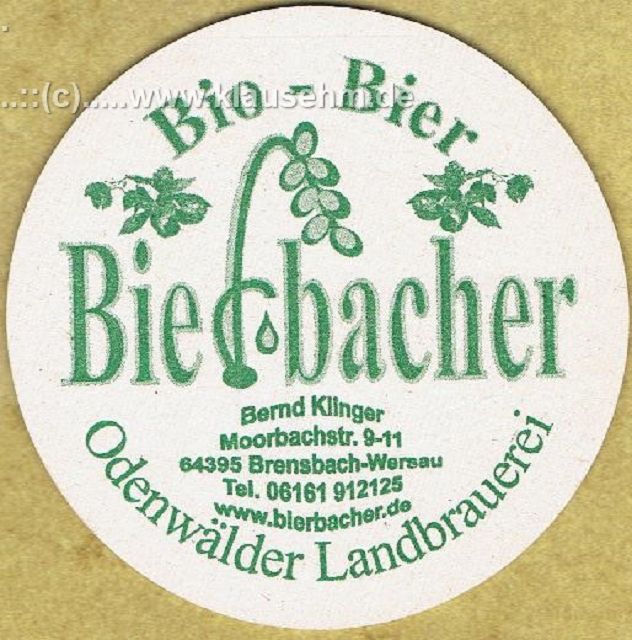 ..::(c).....www.klausehm.de
Bio-Bier
Bierbacher
Bernd Klinger
Moorbachstr. 9-11
64395 Brensbach-Wersau
Tel. 06161 912125
www.bierbacher.de
Odenwälder Landbrauerei